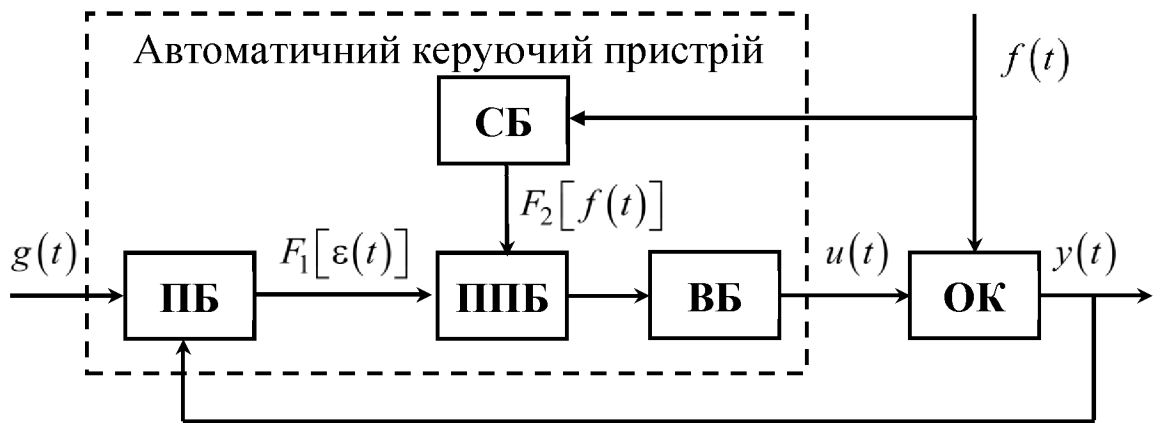 Автоматичний керуючий пристрій
f(t)
СБ
F₂[f(t)]
g(t)
F₁[ε(t)]
u(t)
y(t)
ПБ
ППБ
ВБ
ОК